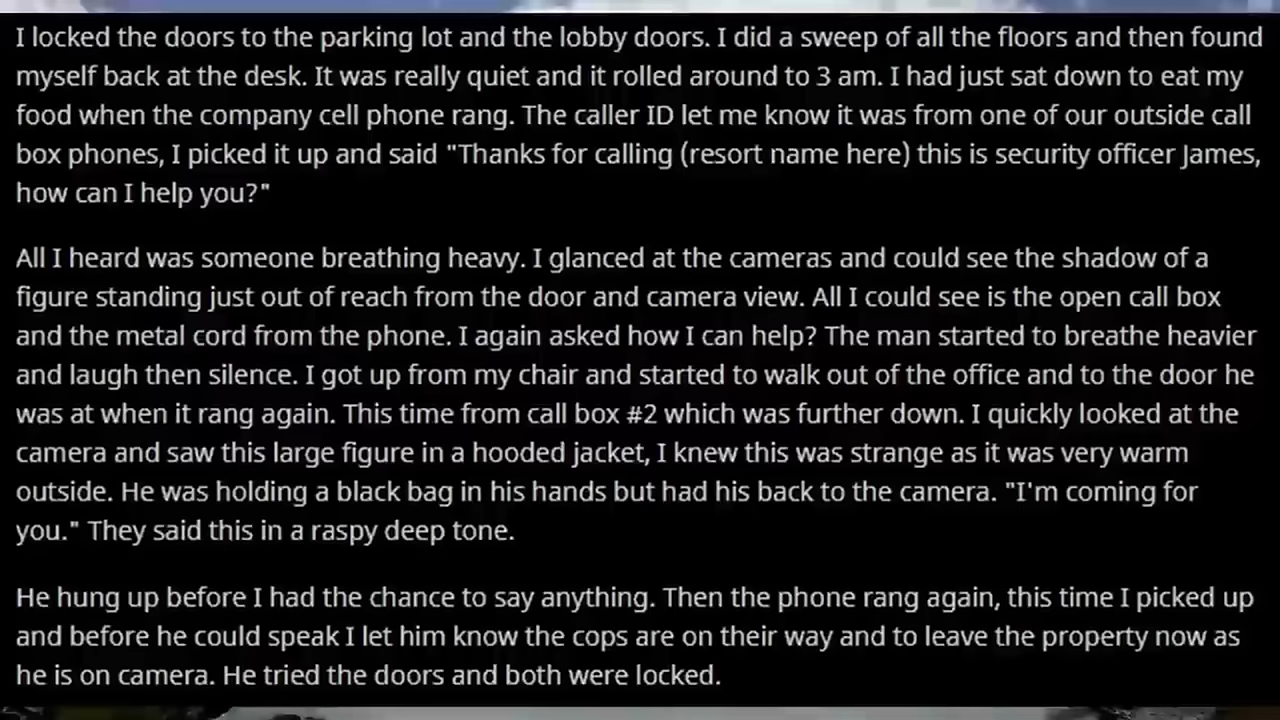 I locked the doors to the parking lot and the lobby doors. I did a sweep of all the floors and then found
myself back at the desk. It was really quiet and it rolled around to 3 am. I had just sat down to eat my
food when the company cell phone rang. The caller ID let me know it was from one of our outside call
box phones, I picked it up and said "Thanks for calling (resort name here) this is security officer James,
how can I help you?"
All I heard was someone breathing heavy. I glanced at the cameras and could see the shadow of a
figure standing just out of reach from the door and camera view. All I could see is the open call box
and the metal cord from the phone. I again asked how I can help? The man started to breathe heavier
and laugh then silence. I got up from my chair and started to walk out of the office and to the door he
was at when it rang again. This time from call box #2 which was further down. I quickly looked at the
camera and saw this large figure in a hooded jacket, I knew this was strange as it was very warm
outside. He was holding a black bag in his hands but had his back to the camera. "I'm coming for
you." They said this in a raspy deep tone.
He hung up before I had the chance to say anything. Then the phone rang again, this time I picked up
and before he could speak I let him know the cops are on their way and to leave the property now as
he is on camera. He tried the doors and both were locked.